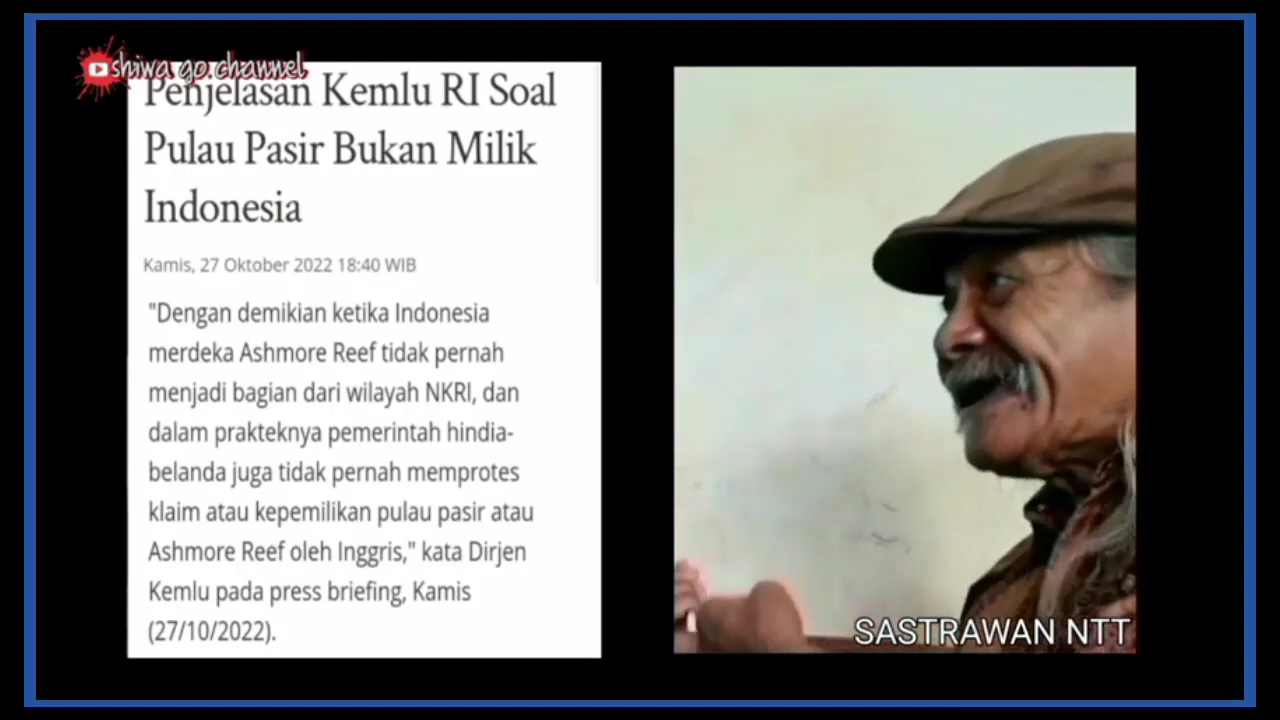 shiwa go channel
Penjelasan Kemlu RI Soal
Pulau Pasir Bukan Milik
Indonesia
Kamis, 27 Oktober 2022 18:40 WIB
"Dengan demikian ketika Indonesia
merdeka Ashmore Reef tidak pernah
menjadi bagian dari wilayah NKRI, dan
dalam prakteknya pemerintah hindia-
belanda juga tidak pernah memprotes
klaim atau kepemilikan pulau pasir atau
Ashmore Reef oleh Inggris," kata Dirjen
Kemlu pada press briefing, Kamis
(27/10/2022).
SASTRAWAN NTT